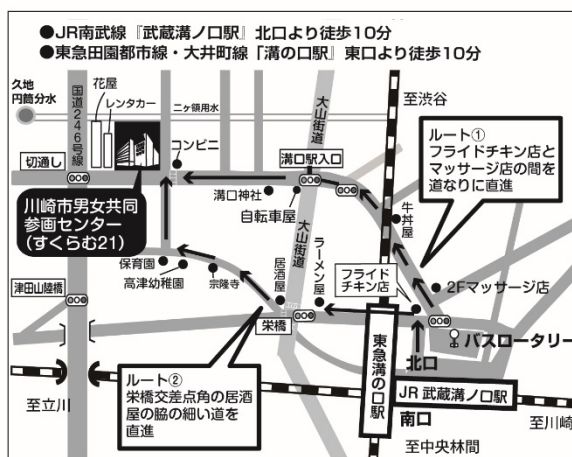 ●JR南武線『武蔵溝ノ口駅』北口より徒歩10分
●東急田園都市線・大井町線「溝の口駅」東口より徒歩10分
久地
円筒分水
国道246号線
花屋
レンタカー
二ヶ領用水
大山街道
至渋谷
コンビニ
切通し
溝口駅入口
ルート①
フライドチキン店と
マッサージ店の間を
道なりに直進
川崎市男女共同
参画センター
(すくらむ21)
溝口神社
自転車屋
牛丼屋
大山街道
保育園
高津幼稚園
宗隆寺
居酒屋
ラーメン屋
フライド
チキン店
2Fマッサージ店
津田山陸橋
栄橋
バスロータリー
北口
東急溝の口駅
JR 武蔵溝ノ口駅
南口
ルート②
栄橋交差点角の居酒
屋の脇の細い道を
直進
至立川
至川崎
至中央林間